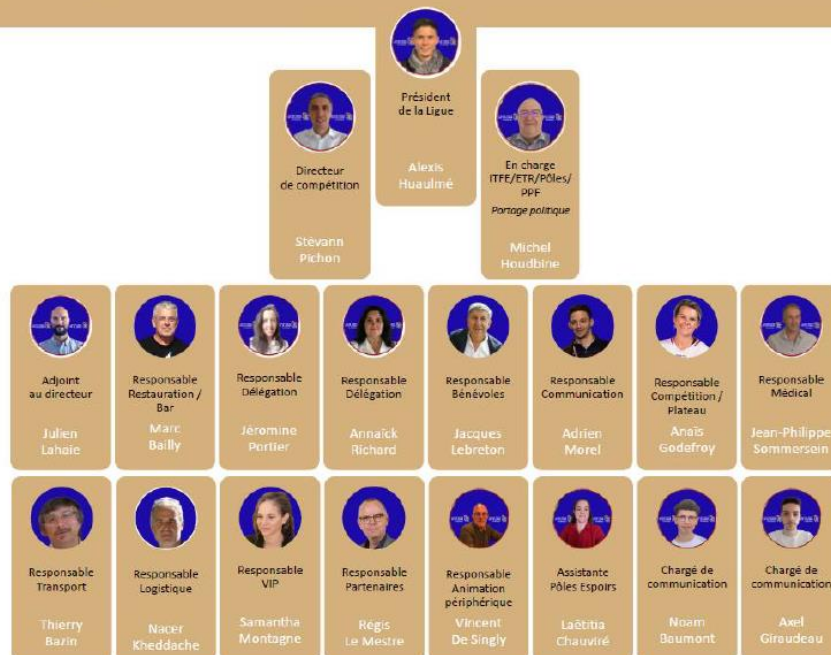 Président
de la Ligue
Alexis
Huaulmé
Directeur
de compétition
Stévann
Pichon
En charge
ITFE/ETR/Pôles/
PPF
Partage politique
Michel
Houdbine
Adjoint
au directeur
Julien
Lahaie
Responsable
Restauration /
Bar
Marc
Bailly
Responsable
Délégation
Jéromine
Portier
Responsable
Délégation
Annaïck
Richard
Responsable
Bénévoles
Jacques
Lebreton
Responsable
Communication
Adrien
Morel
Responsable
Compétition /
Plateau
Anaïs
Godefroy
Responsable
Médical
Jean-Philippe
Sommersein
Responsable
Transport
Thierry
Bazin
Responsable
Logistique
Nacer
Kheddache
Responsable
VIP
Samantha
Montagne
Responsable
Partenaires
Régis
Le Mestre
Responsable
Animation
périphérique
Vincent
De Singly
Assistante
Pôles Espoirs
Laëtitia
Chauviré
Chargé de
communication
Noam
Baumont
Chargé de
communication
Axel
Giraudeau